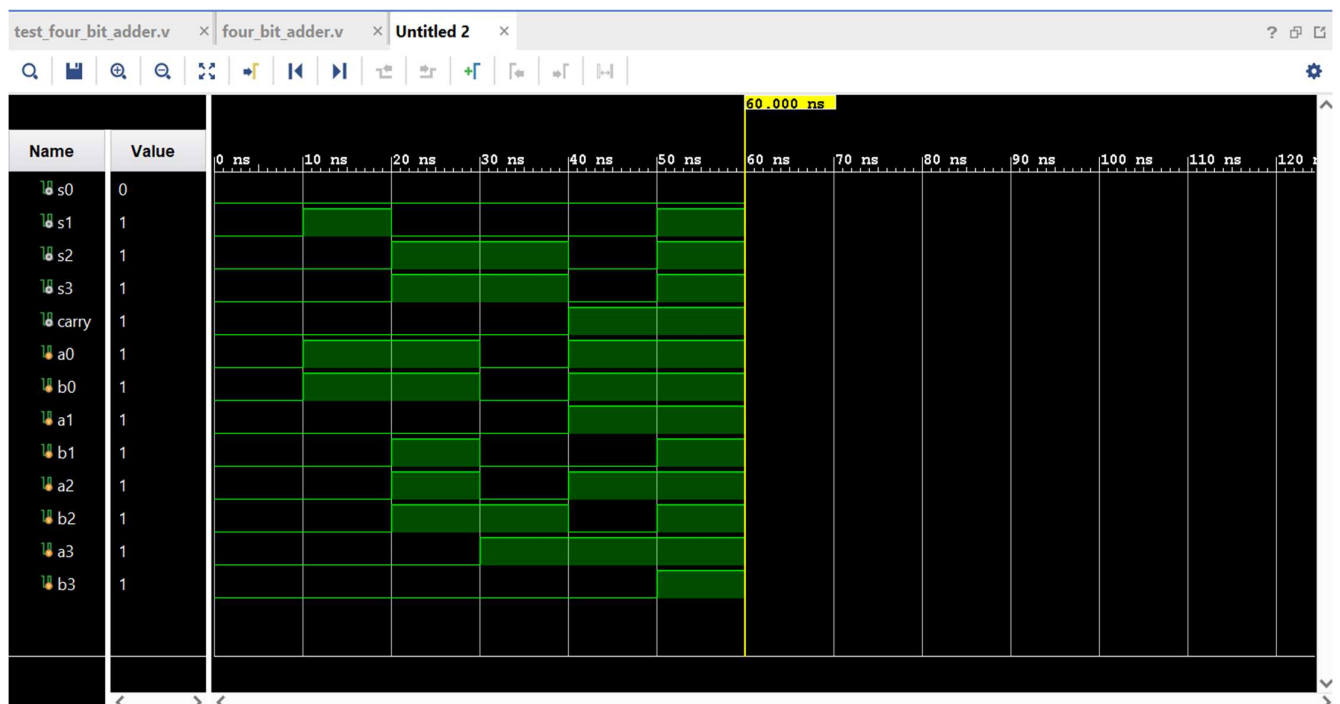 test_four_bit_adder.v × four_bit_adder.v × Untitled 2 ×
60.000 ns
Name Value
0 ns 10 ns 20 ns 30 ns 40 ns 50 ns 60 ns 70 ns 80 ns 90 ns 100 ns 110 ns 120
s0 0
s1 1
s2 1
s3 1
carry 1
a0 1
b0 1
a1 1
b1 1
a2 1
b2 1
a3 1
b3 1